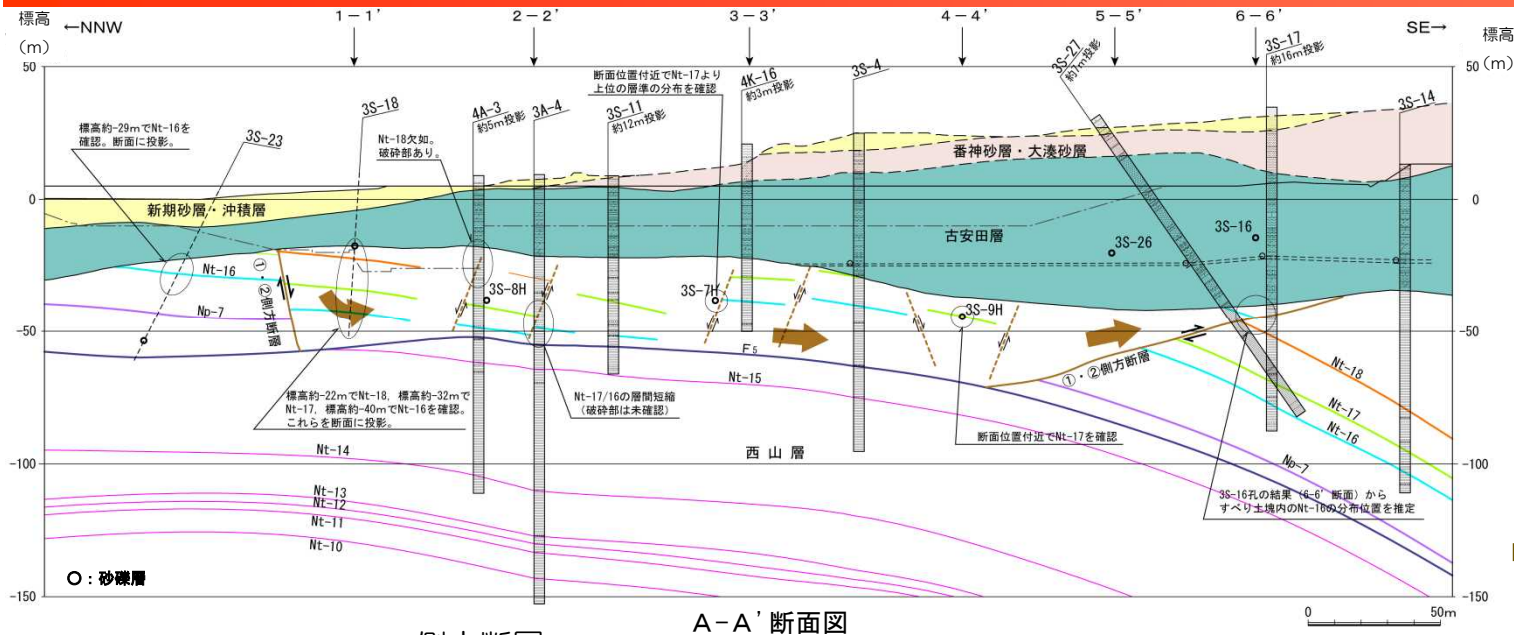 標高
(m)
←NNW
1-1’
2-2’
3-3’
4-4’
5-5’
6-6’
SE→
標高
(m)
50
0
-50
-100
-150
50
0
-50
-100
-150
標高約-29mでNt-16を
確認。断面に投影。
3S-23
3S-18
Nt-18欠如。
破砕部あり。
4A-3
約5m投影
3A-4
3S-11
約12m投影
断面位置付近でNt-17より
上位の層準の分布を確認
4K-16
約3m投影
3S-4
3S-27
約7m投影
3S-17
約16m投影
3S-14
番神砂層・大湊砂層
新期砂層・沖積層
古安田層
3S-26
3S-16
Nt-16
Np-7
①・②側方断層
3S-8H
3S-7H
3S-9H
F5
①・②側方断層
Nt-18
Nt-17
Nt-16
Np-7
標高約-22mでNt-18, 標高約-32mで
Nt-17, 標高約-40mでNt-16を確認。
これらを断面に投影。
Nt-17/16の層間短縮
（破砕部は未確認）
Nt-15
断面位置付近でNt-17を確認
西山層
3S-16孔の結果（6-6’断面）から
すべり土塊内のNt-16の分布位置を推定
Nt-14
Nt-13
Nt-12
Nt-11
Nt-10
○：砂礫層
A-A’断面図
0
50m